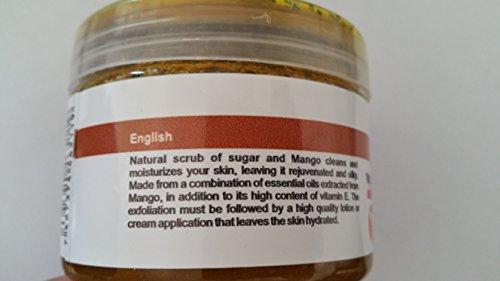 English
Natural scrub of sugar and Mango cleans and
moisturizes your skin, leaving it rejuvenated and silky.
Made from a combination of essential oils extracted from
Mango, in addition to its high content of vitamin E. The
exfoliation must be followed by a high quality lotion or
cream application that leaves the skin hydrated.